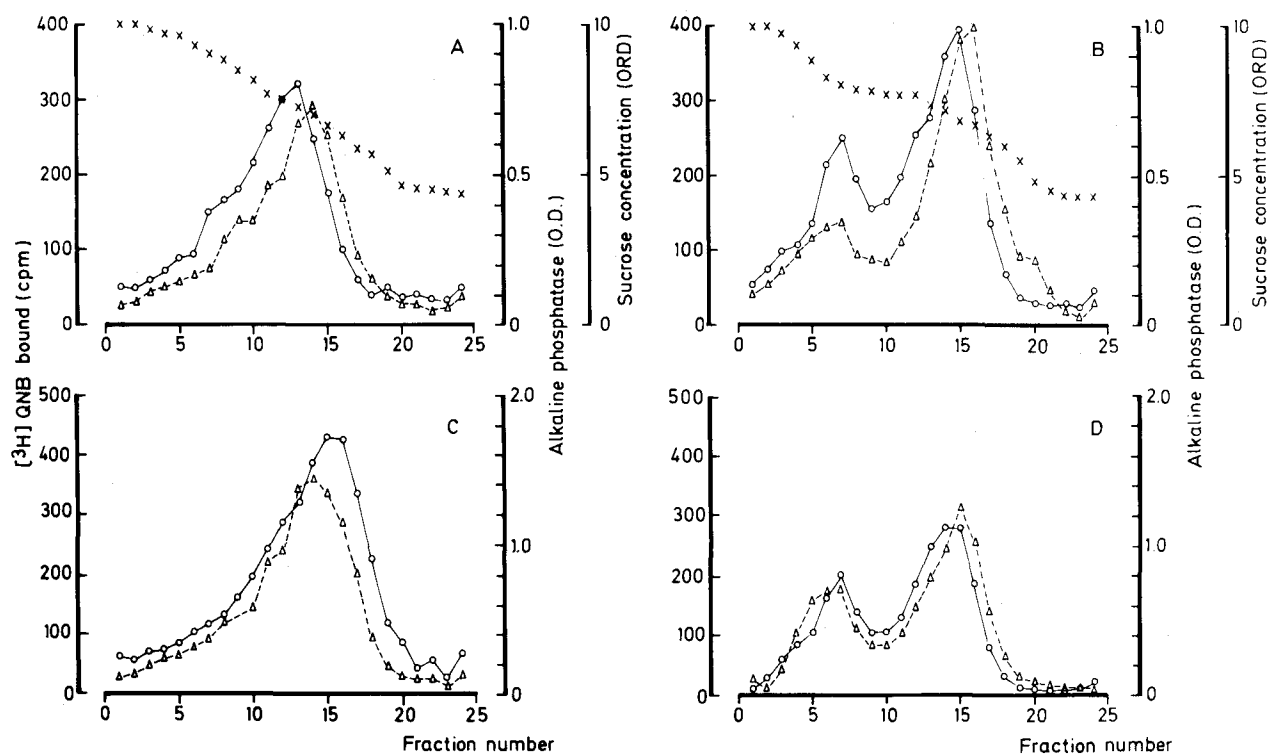 A
400
300
200
100
0
0 5 10 15 20 25
1.0
0.5
0
10
5
0
[³H] QNB bound (cpm)
Alkaline phosphatase (O.D.)
Sucrose concentration (ORD)
B
400
300
200
100
0
0 5 10 15 20 25
1.0
0.5
0
10
5
0
Alkaline phosphatase (O.D.)
Sucrose concentration (ORD)
C
500
400
300
200
100
0
0 5 10 15 20 25
2.0
1.0
0
Fraction number
D
500
400
300
200
100
0
0 5 10 15 20 25
2.0
1.0
0
Fraction number